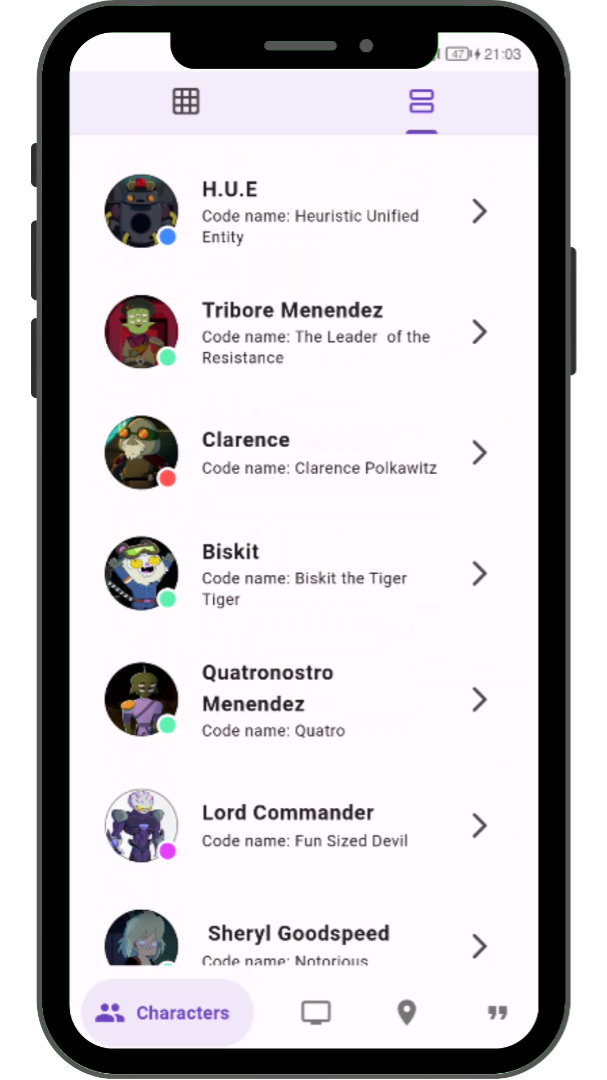 47 21:03
H.U.E
Code name: Heuristic Unified
Entity
Tribore Menendez
Code name: The Leader  of the
Resistance
Clarence
Code name: Clarence Polkawitz
Biskit
Code name: Biskit the Tiger
Tiger
Quatronostro
Menendez
Code name: Quatro
Lord Commander
Code name: Fun Sized Devil
Sheryl Goodspeed
Code name: Notorious
Characters